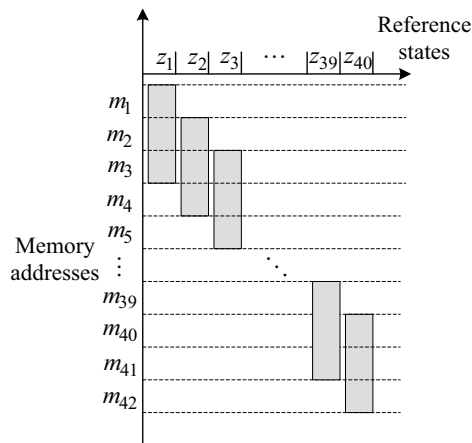 Reference
states
z₁ z₂ z₃ ... z₃₉ z₄₀
m₁
m₂
m₃
m₄
m₅
Memory
addresses
⋮
⋱
m₃₉
m₄₀
m₄₁
m₄₂